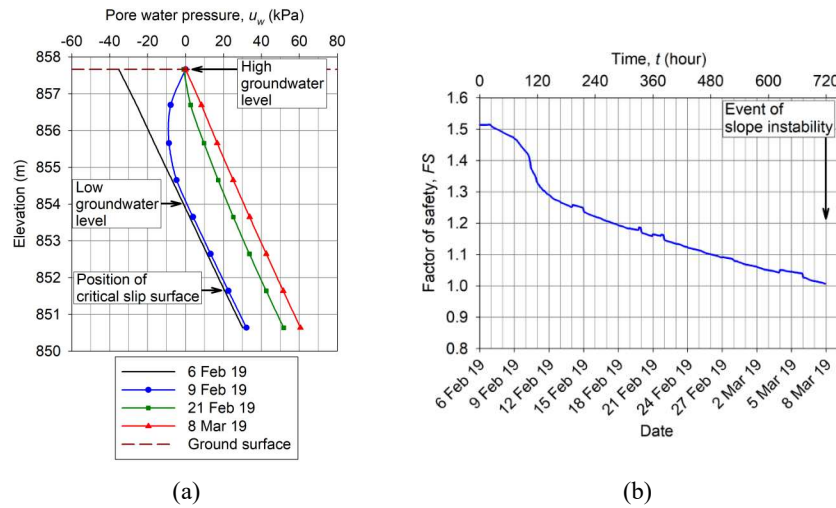 Pore water pressure, u_w (kPa)
-60 -40 -20 0 20 40 60 80
858
857
856
855
854
853
852
851
850
Elevation (m)
High
groundwater
level
Low
groundwater
level
Position of
critical slip surface
6 Feb 19
9 Feb 19
21 Feb 19
8 Mar 19
Ground surface
(a)
Time, t (hour)
0 120 240 360 480 600 720
1.6
1.5
1.4
1.3
1.2
1.1
1.0
0.9
0.8
Factor of safety, FS
Event of
slope instability
6 Feb 19
9 Feb 19
12 Feb 19
15 Feb 19
18 Feb 19
21 Feb 19
24 Feb 19
27 Feb 19
2 Mar 19
5 Mar 19
8 Mar 19
Date
(b)